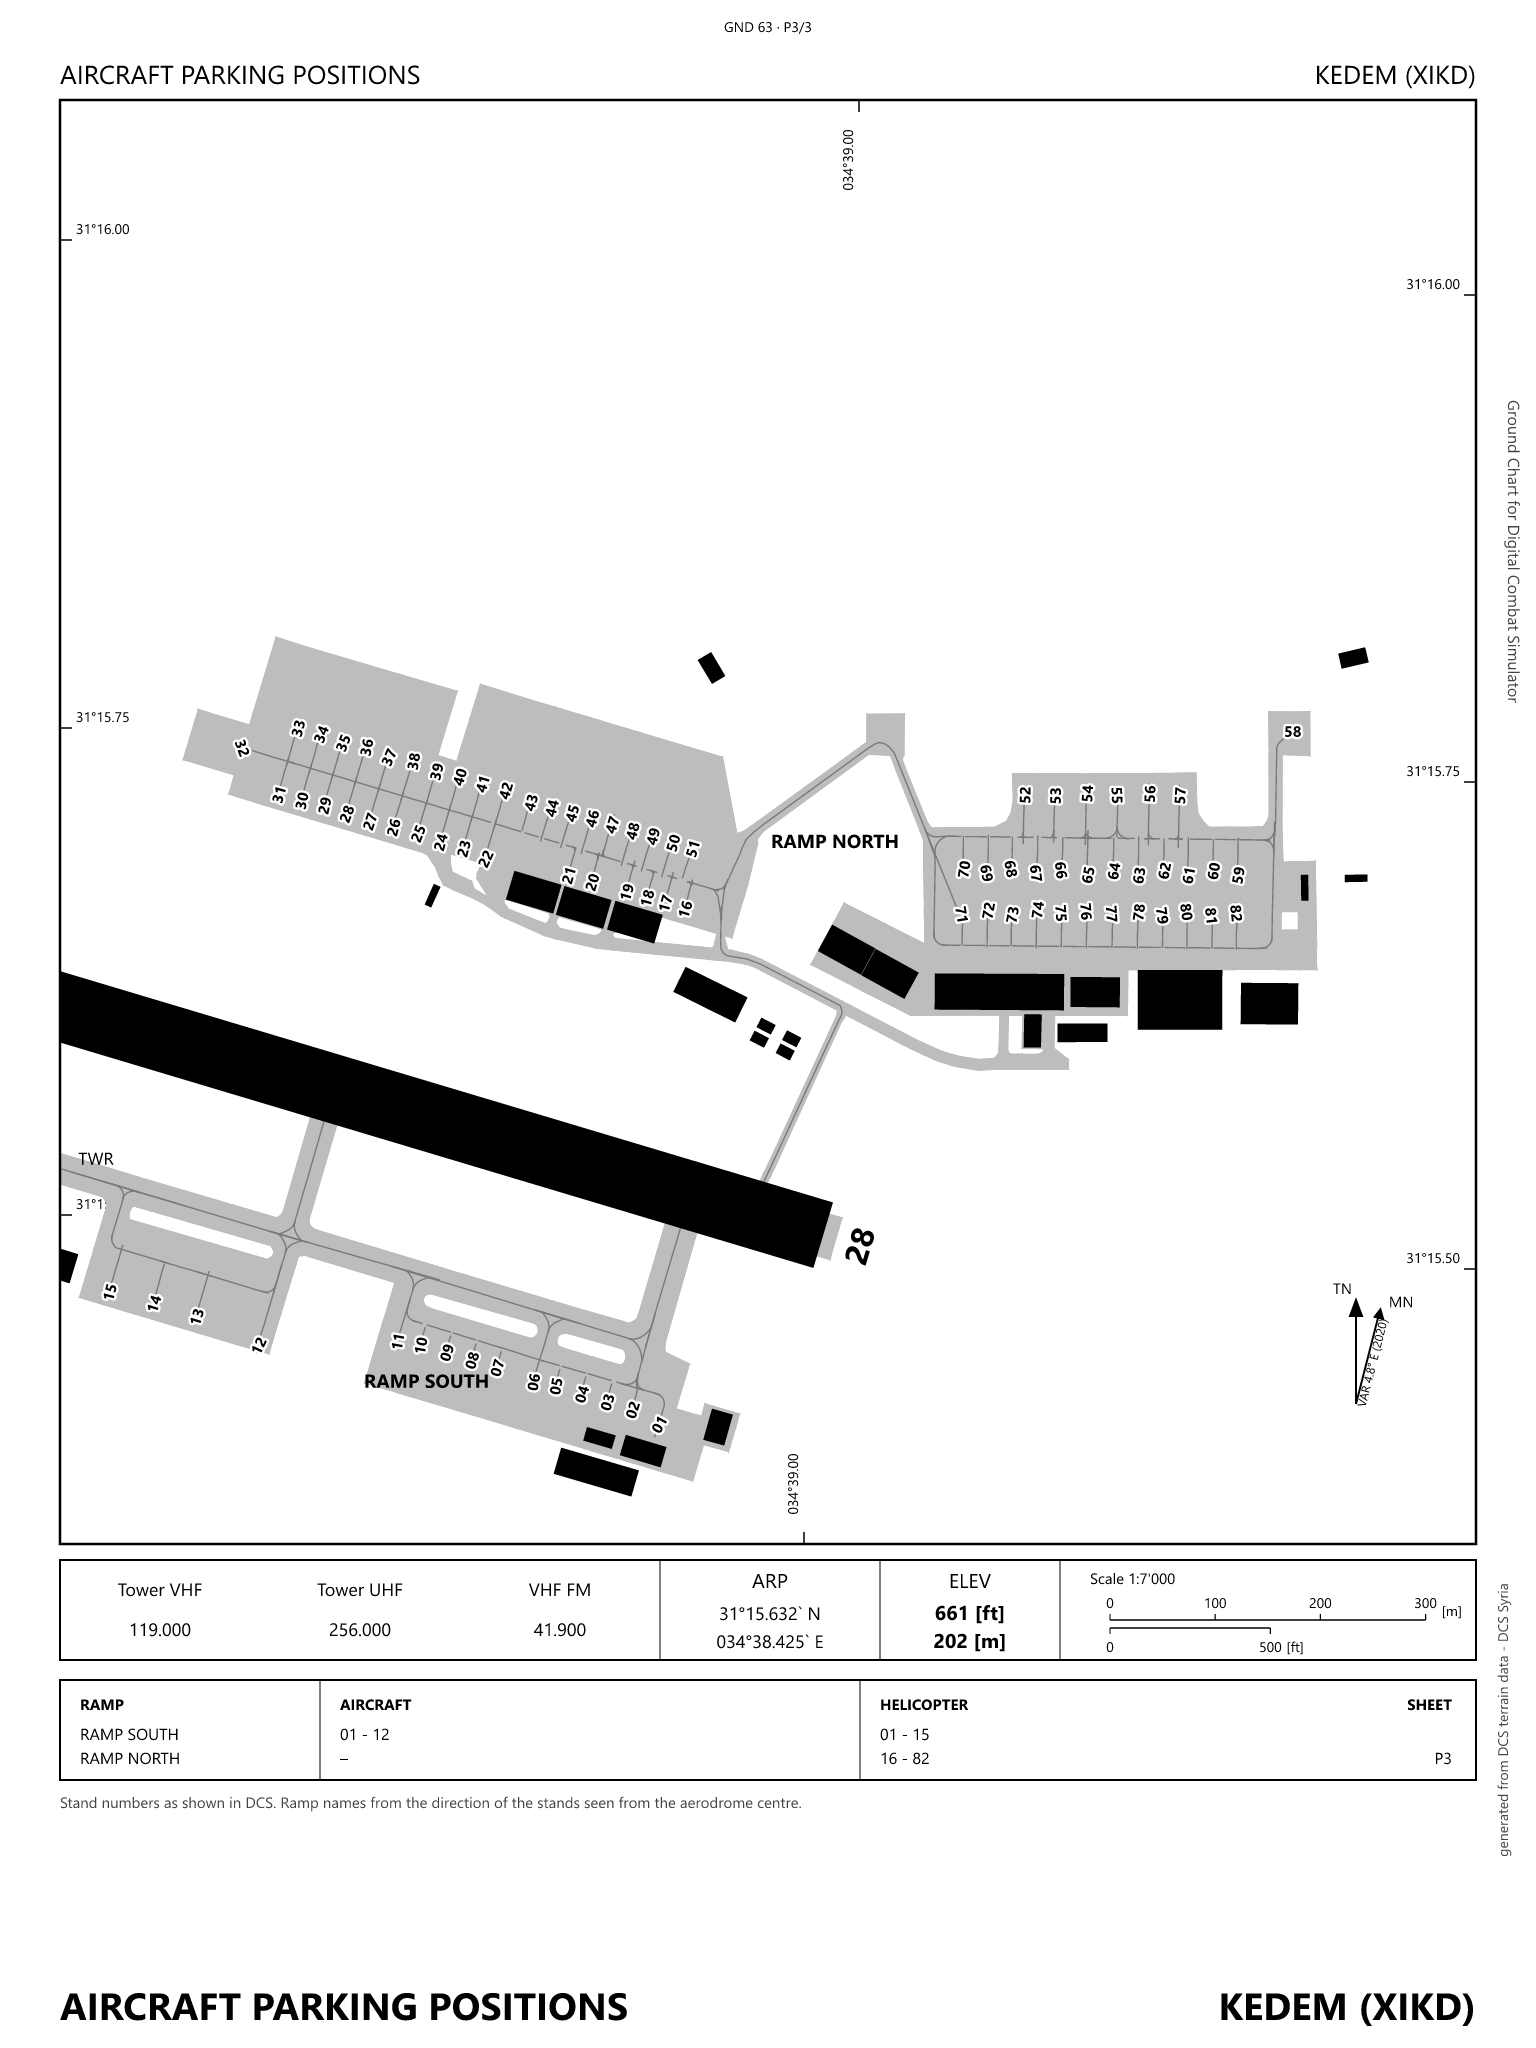 GND 63 · P3/3
AIRCRAFT PARKING POSITIONS
KEDEM (XIKD)
034°39.00
31°16.00
31°16.00
Ground Chart for Digital Combat Simulator
31°15.75
31°15.75
58
33 34 35 36 37 38 39 40 41 42 43 44 45 46 47 48 49 50 51
32
31 30 29 28 27 26 25 24 23 22 21 20 19 18 17 16
52 53 54 55 56 57
RAMP NORTH
70 69 68 67 66 65 64 63 62 61 60 59
71 72 73 74 75 76 77 78 79 80 81 82
TWR
31°1
28
31°15.50
15 14 13 12
11 10 09 08 07 06 05 04 03 02 01
RAMP SOUTH
TN
MN
VAR 4.8° E (2020)
034°39.00
Tower VHF
119.000
Tower UHF
256.000
VHF FM
41.900
ARP
31°15.632` N
034°38.425` E
ELEV
661 [ft]
202 [m]
Scale 1:7'000
0 100 200 300 [m]
0 500 [ft]
RAMP AIRCRAFT HELICOPTER SHEET
RAMP SOUTH 01 - 12 01 - 15
RAMP NORTH – 16 - 82 P3
Stand numbers as shown in DCS. Ramp names from the direction of the stands seen from the aerodrome centre.
generated from DCS terrain data - DCS Syria
AIRCRAFT PARKING POSITIONS
KEDEM (XIKD)